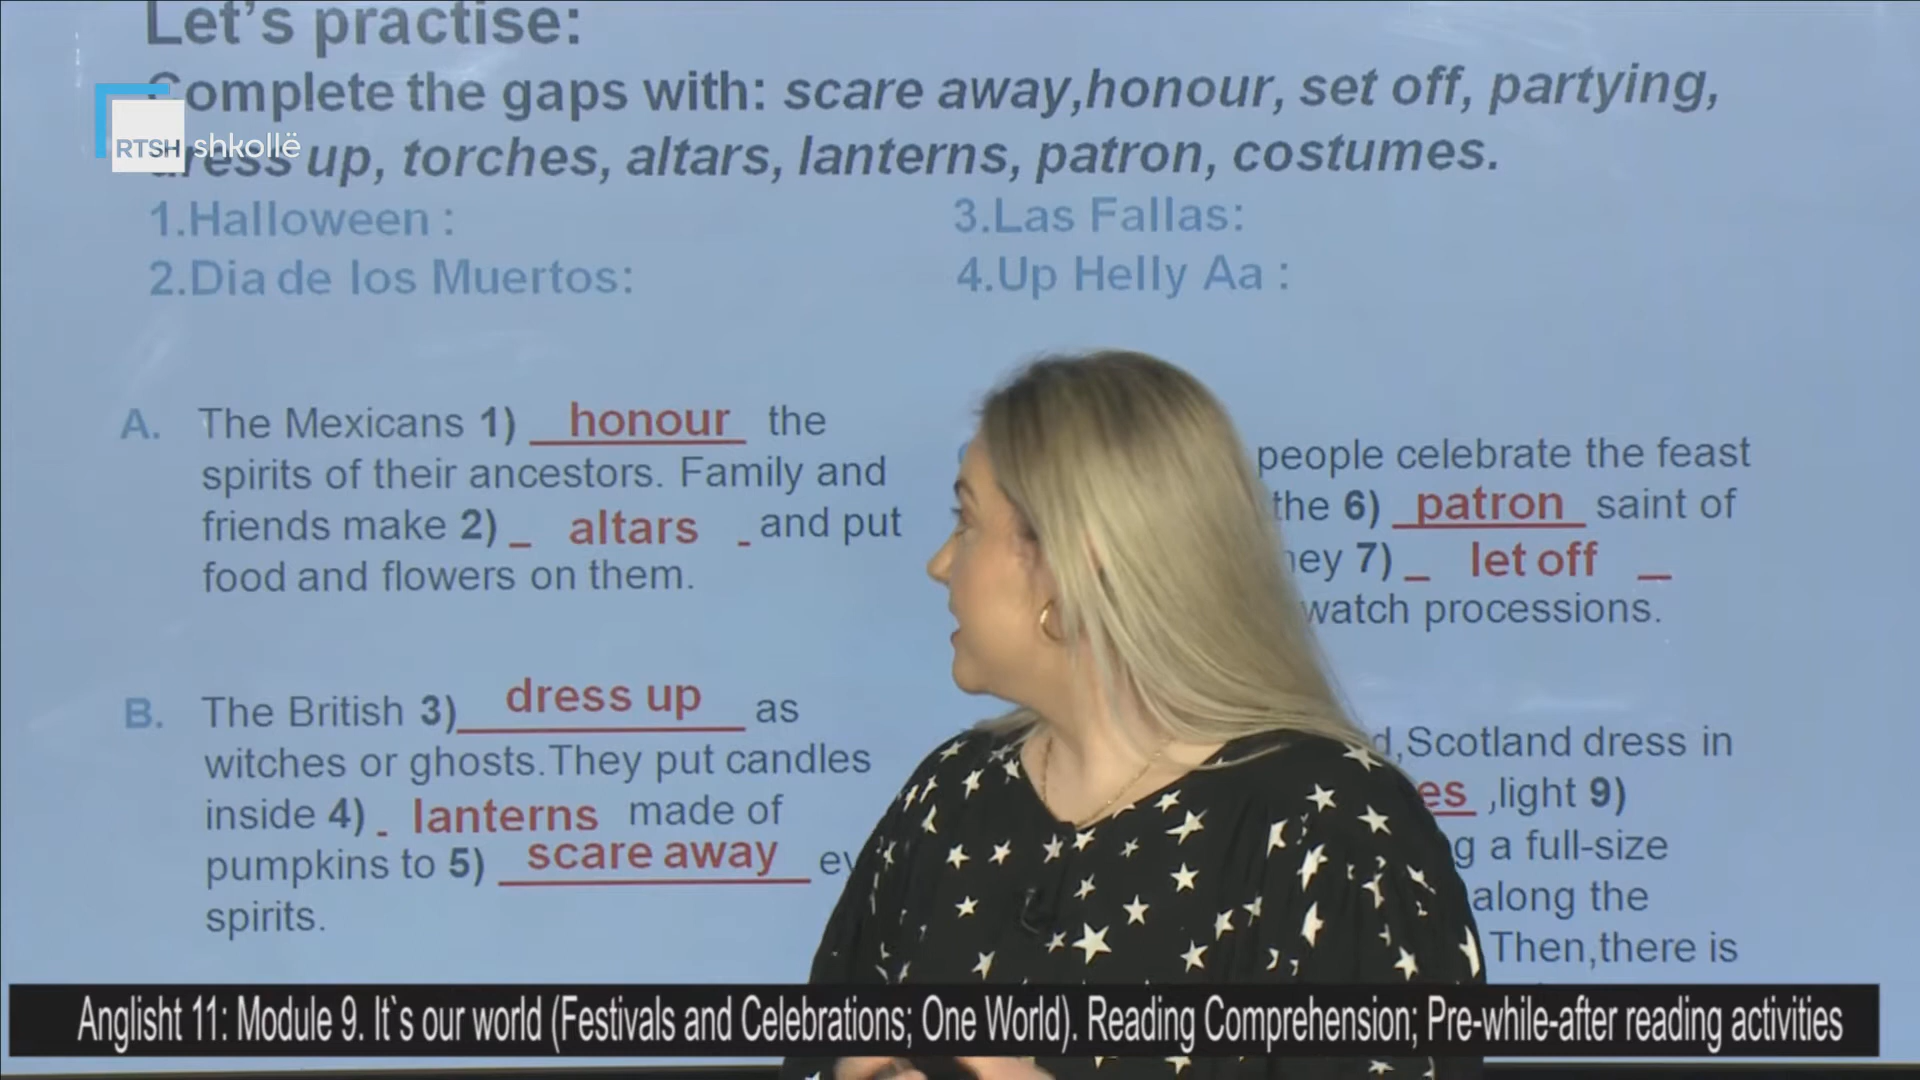 Let's practise:
Complete the gaps with: scare away,honour, set off, partying,
dress up, torches, altars, lanterns, patron, costumes.
RTSH shkollë
1.Halloween :
2.Dia de los Muertos:
3.Las Fallas:
4.Up Helly Aa :
A. The Mexicans 1) honour the
spirits of their ancestors. Family and
friends make 2) _ altars _ and put
food and flowers on them.
B. The British 3) dress up as
witches or ghosts.They put candles
inside 4) _ lanterns made of
pumpkins to 5) scare away
spirits.
people celebrate the feast
the 6) patron saint of
7) _ let off _
watch processions.
,Scotland dress in
,light 9)
a full-size
along the
Then,there is
Anglisht 11: Module 9. It`s our world (Festivals and Celebrations; One World). Reading Comprehension; Pre-while-after reading activities